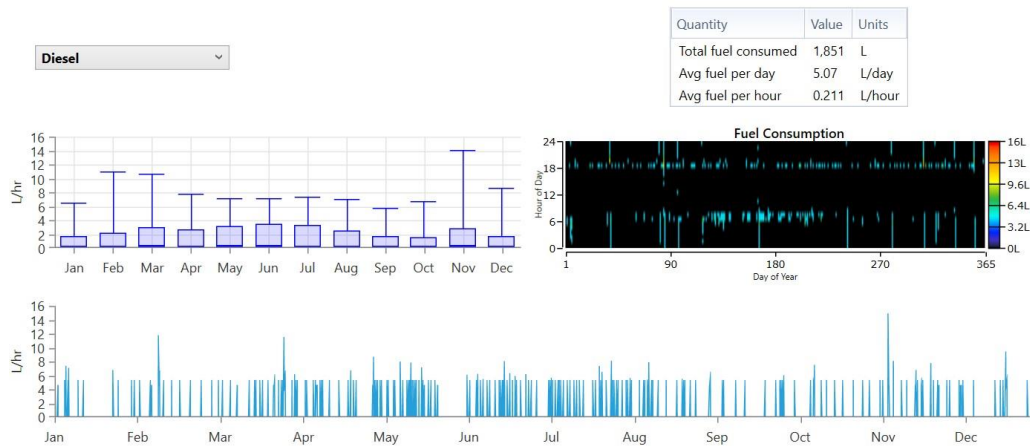 Diesel
Quantity Value Units
Total fuel consumed 1,851 L
Avg fuel per day 5.07 L/day
Avg fuel per hour 0.211 L/hour
L/hr
16
14
12
10
8
6
4
2
0
Jan Feb Mar Apr May Jun Jul Aug Sep Oct Nov Dec
Fuel Consumption
Hour of Day
24
18
12
6
0
1 90 180 270 365
Day of Year
16L
13L
9.6L
6.4L
3.2L
0L
L/hr
16
14
12
10
8
6
4
2
0
Jan Feb Mar Apr May Jun Jul Aug Sep Oct Nov Dec